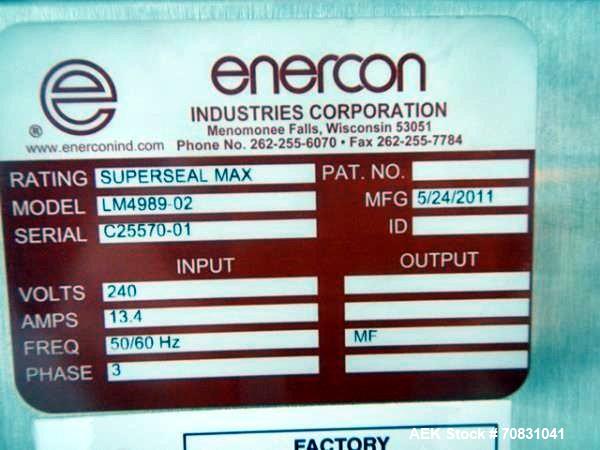 e
®
enercon
INDUSTRIES CORPORATION
Menomonee Falls, Wisconsin 53051
www.enerconind.com Phone No. 262-255-6070 • Fax 262-255-7784
RATING SUPERSEAL MAX PAT. NO.
MODEL LM4989-02 MFG 5/24/2011
SERIAL C25570-01 ID
INPUT OUTPUT
VOLTS 240
AMPS 13.4
FREQ 50/60 Hz MF
PHASE 3
FACTORY
AEK Stock # 70831041